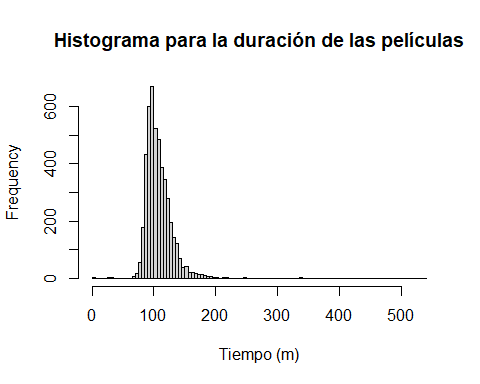 Histograma para la duración de las películas
Frequency
600
400
200
0
0 100 200 300 400 500
Tiempo (m)